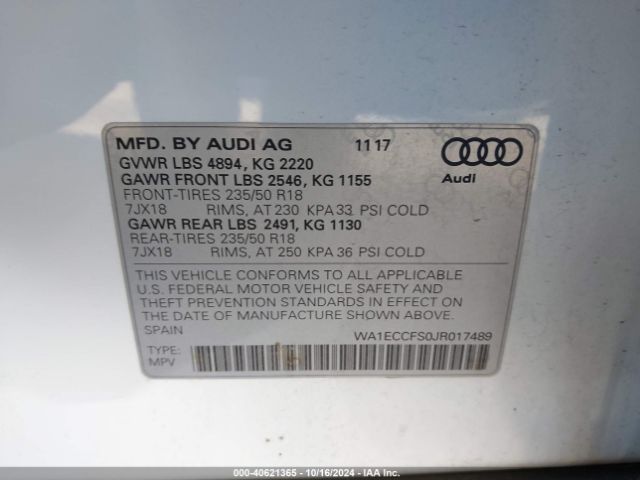 MFD. BY AUDI AG 11 17
GVWR LBS 4894, KG 2220
GAWR FRONT LBS 2546, KG 1155
FRONT-TIRES 235/50 R18
7JX18 RIMS, AT 230 KPA 33 PSI COLD
GAWR REAR LBS 2491, KG 1130
REAR-TIRES 235/50 R18
7JX18 RIMS, AT 250 KPA 36 PSI COLD
Audi
THIS VEHICLE CONFORMS TO ALL APPLICABLE
U.S. FEDERAL MOTOR VEHICLE SAFETY AND
THEFT PREVENTION STANDARDS IN EFFECT
ON THE DATE OF MANUFACTURE SHOWN ABOVE.
SPAIN WA1ECCFS0JR017489
TYPE:
MPV
000-40621365 - 10/16/2024 - IAA Inc.